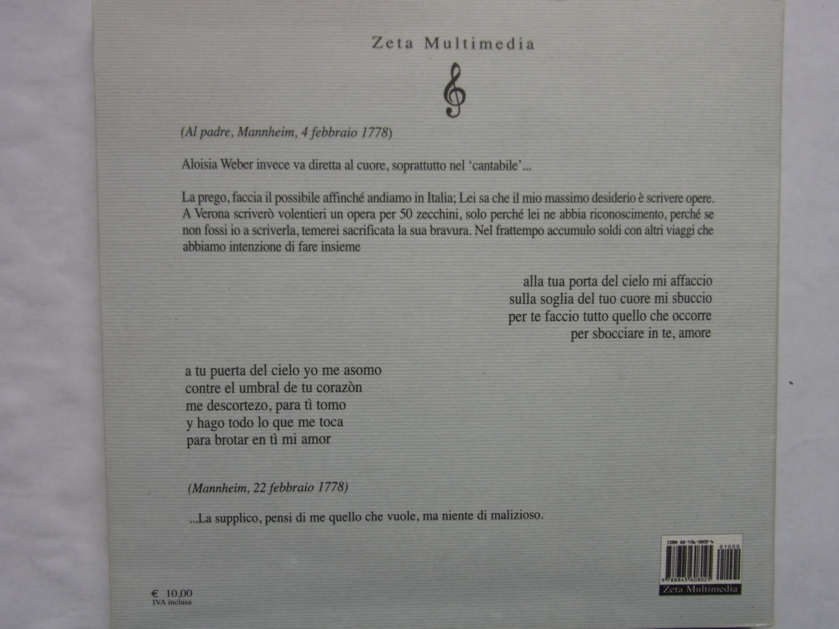 Zeta Multimedia
(Al padre, Mannheim, 4 febbraio 1778)
Aloisia Weber invece va diretta al cuore, soprattutto nel ‘cantabile’...
La prego, faccia il possibile affinché andiamo in Italia; Lei sa che il mio massimo desiderio è scrivere opere.
A Verona scriverò volentieri un opera per 50 zecchini, solo perché lei ne abbia riconoscimento, perché se
non fossi io a scriverla, temerei sacrificata la sua bravura. Nel frattempo accumulo soldi con altri viaggi che
abbiamo intenzione di fare insieme
alla tua porta del cielo mi affaccio
sulla soglia del tuo cuore mi sbuccio
per te faccio tutto quello che occorre
per sbocciare in te, amore
a tu puerta del cielo yo me asomo
contre el umbral de tu corazòn
me descortezo, para tì tomo
y hago todo lo que me toca
para brotar en tì mi amor
(Mannheim, 22 febbraio 1778)
...La supplico, pensi di me quello che vuole, ma niente di malizioso.
ISBN
Zeta Multimedia
€ 10,00
IVA inclusa